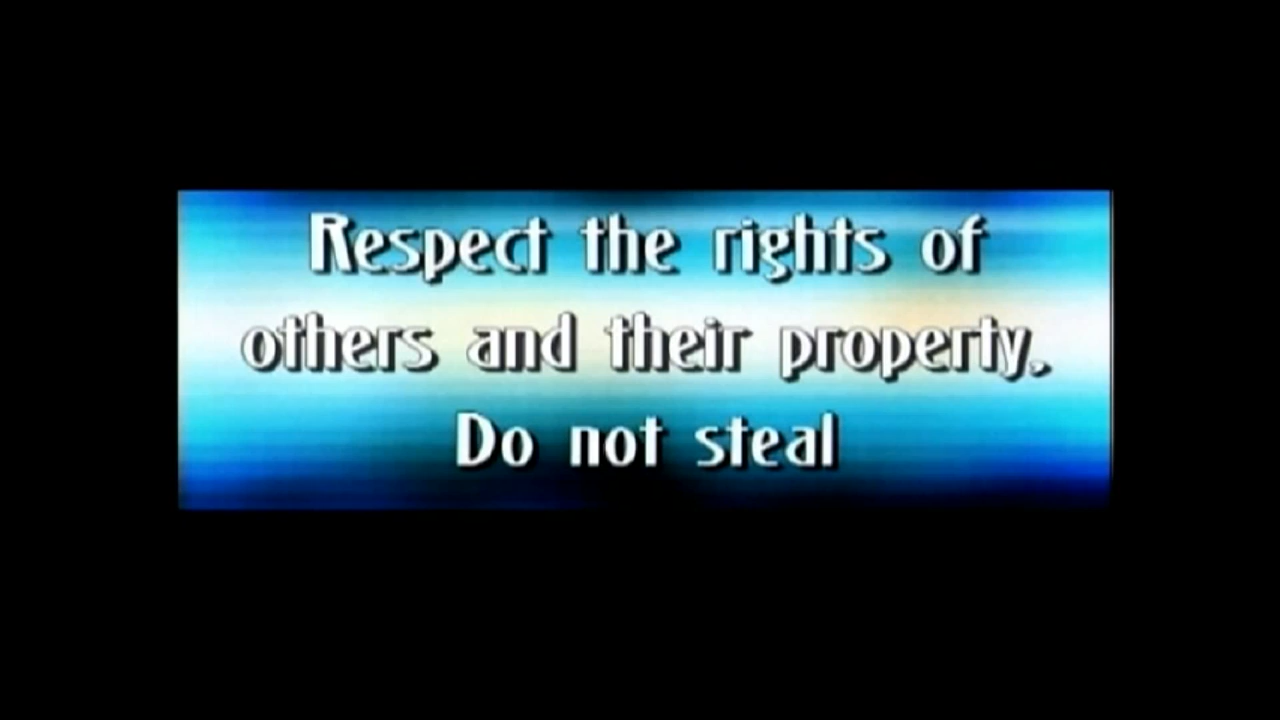 Respect the rights of
others and their property.
Do not steal